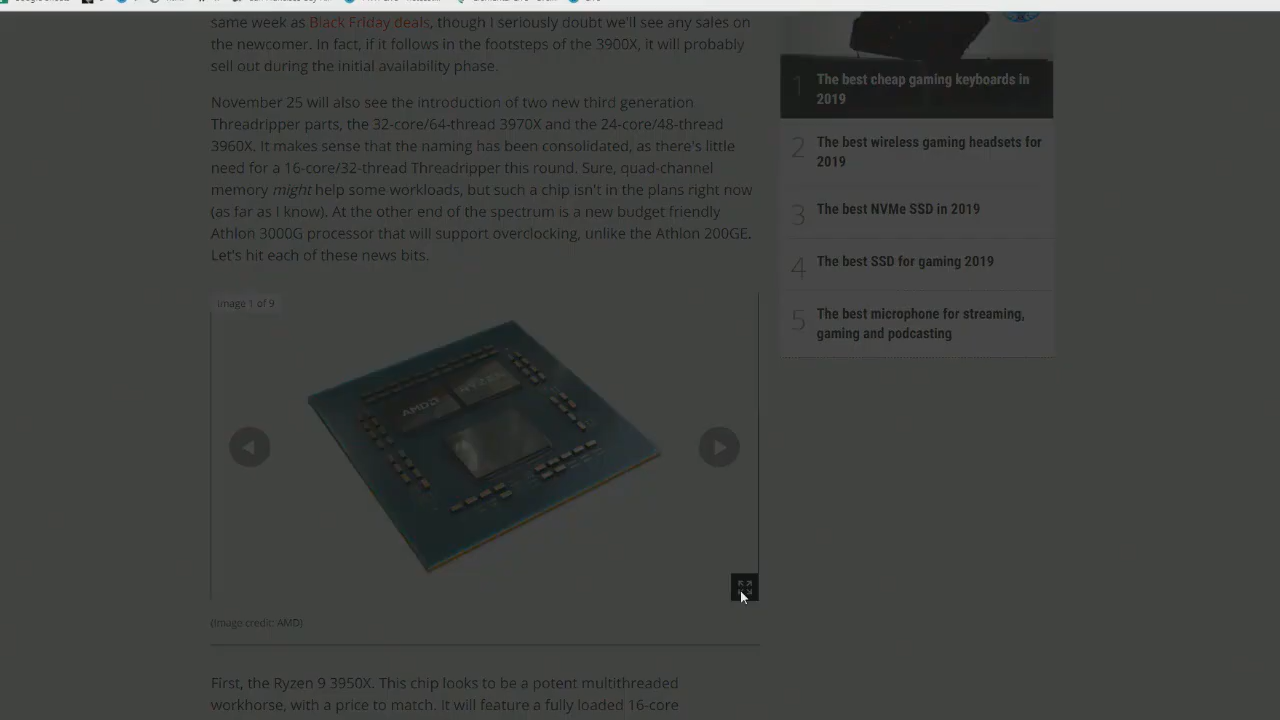 Google Sheets
same week as Black Friday deals, though I seriously doubt we'll see any sales on
the newcomer. In fact, if it follows in the footsteps of the 3900X, it will probably
sell out during the initial availability phase.
November 25 will also see the introduction of two new third generation
Threadripper parts, the 32-core/64-thread 3970X and the 24-core/48-thread
3960X. It makes sense that the naming has been consolidated, as there's little
need for a 16-core/32-thread Threadripper this round. Sure, quad-channel
memory might help some workloads, but such a chip isn't in the plans right now
(as far as I know). At the other end of the spectrum is a new budget friendly
Athlon 3000G processor that will support overclocking, unlike the Athlon 200GE.
Let's hit each of these news bits.
Image 1 of 9
AMD RYZEN
(Image credit: AMD)
First, the Ryzen 9 3950X. This chip looks to be a potent multithreaded
workhorse, with a price to match. It will feature a fully loaded 16-core
1 The best cheap gaming keyboards in
2019
2 The best wireless gaming headsets for
2019
3 The best NVMe SSD in 2019
4 The best SSD for gaming 2019
5 The best microphone for streaming,
gaming and podcasting